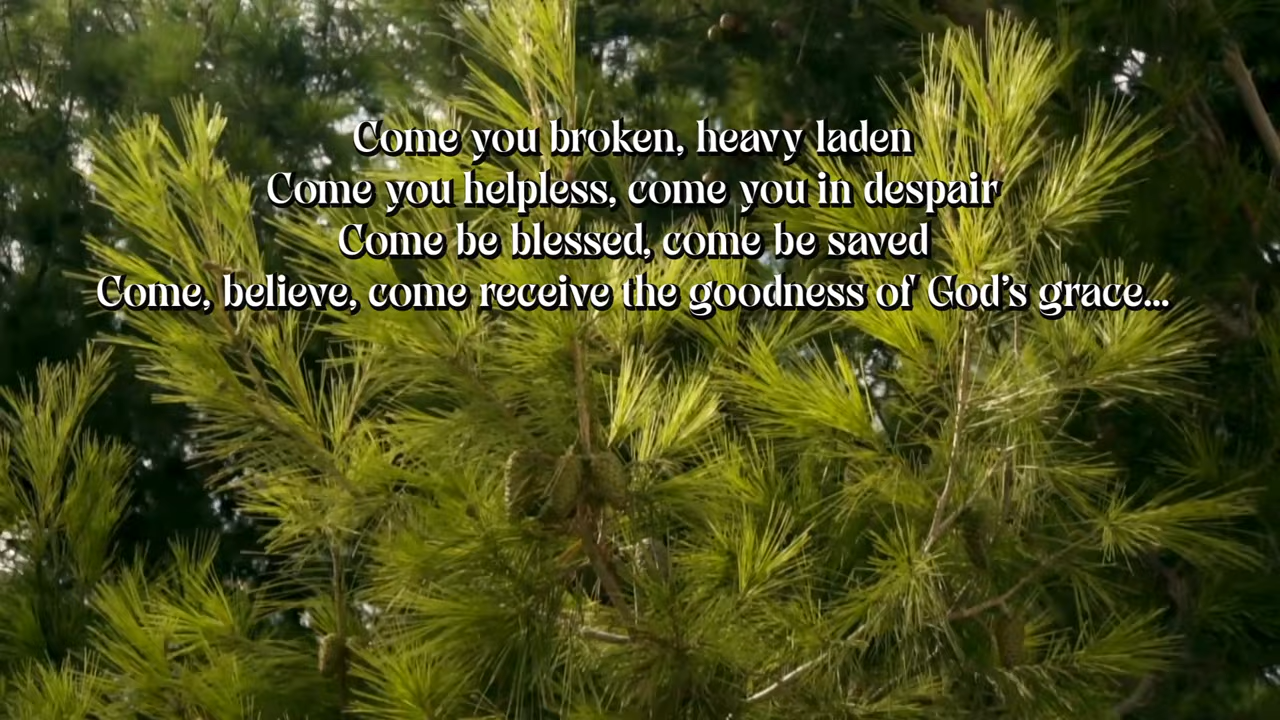 Come you broken, heavy laden
Come you helpless, come you in despair
Come be blessed, come be saved
Come, believe, come receive the goodness of God's grace...